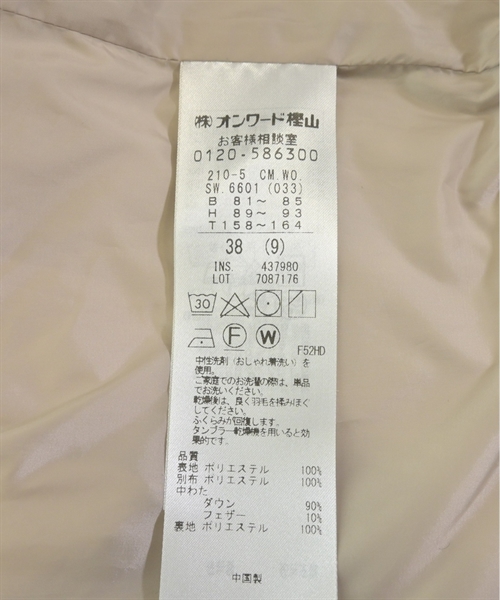 (株)オンワード樫山
お客様相談室
0120-586300
210-5 CM.WO.
SW.6601 (033)
B 81～ 85
H 89～ 93
T158～164
38 (9)
INS. 437980
LOT 7087176
30
F W
F52HD
中性洗剤（おしゃれ着洗い）を
使用。
ご家庭でのお洗濯の際は、単品
でお洗いください。
乾燥後は、良く羽毛を揉みほぐ
してください。
ふくらみが回復します。
タンブラー乾燥機を用いると効
果的です。
品質
表地 ポリエステル 100%
別布 ポリエステル 100%
中わた
ダウン 90%
フェザー 10%
裏地 ポリエステル 100%
中国製